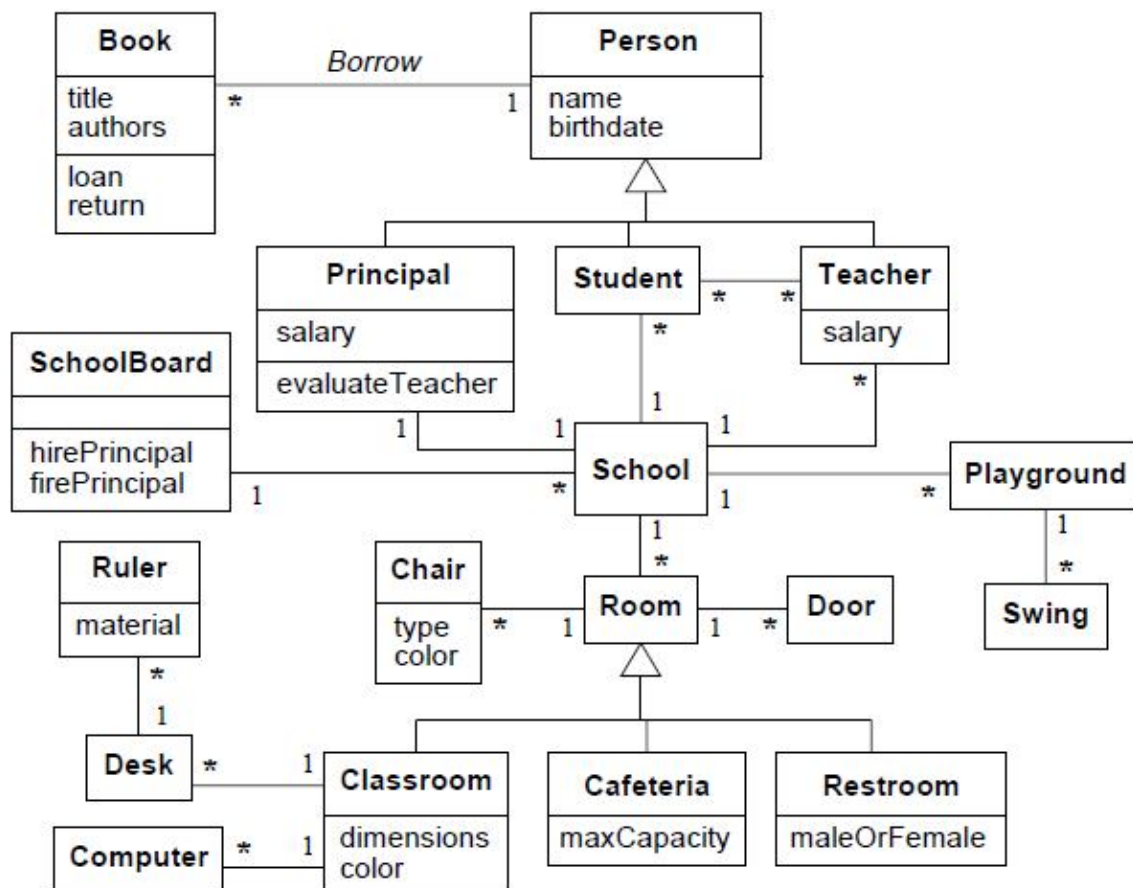 Book
title
authors
loan
return
Borrow
*
1
Person
name
birthdate
Principal
salary
evaluateTeacher
Student
*
*
Teacher
salary
*
*
SchoolBoard
hirePrincipal
firePrincipal
1
1
1
1
School
1
*
1
*
1
Playground
1
*
Swing
Ruler
material
*
1
Chair
type
color
*
1
*
Room
1
*
Door
Desk
*
1
Classroom
dimensions
color
Cafeteria
maxCapacity
Restroom
maleOrFemale
Computer
*
1